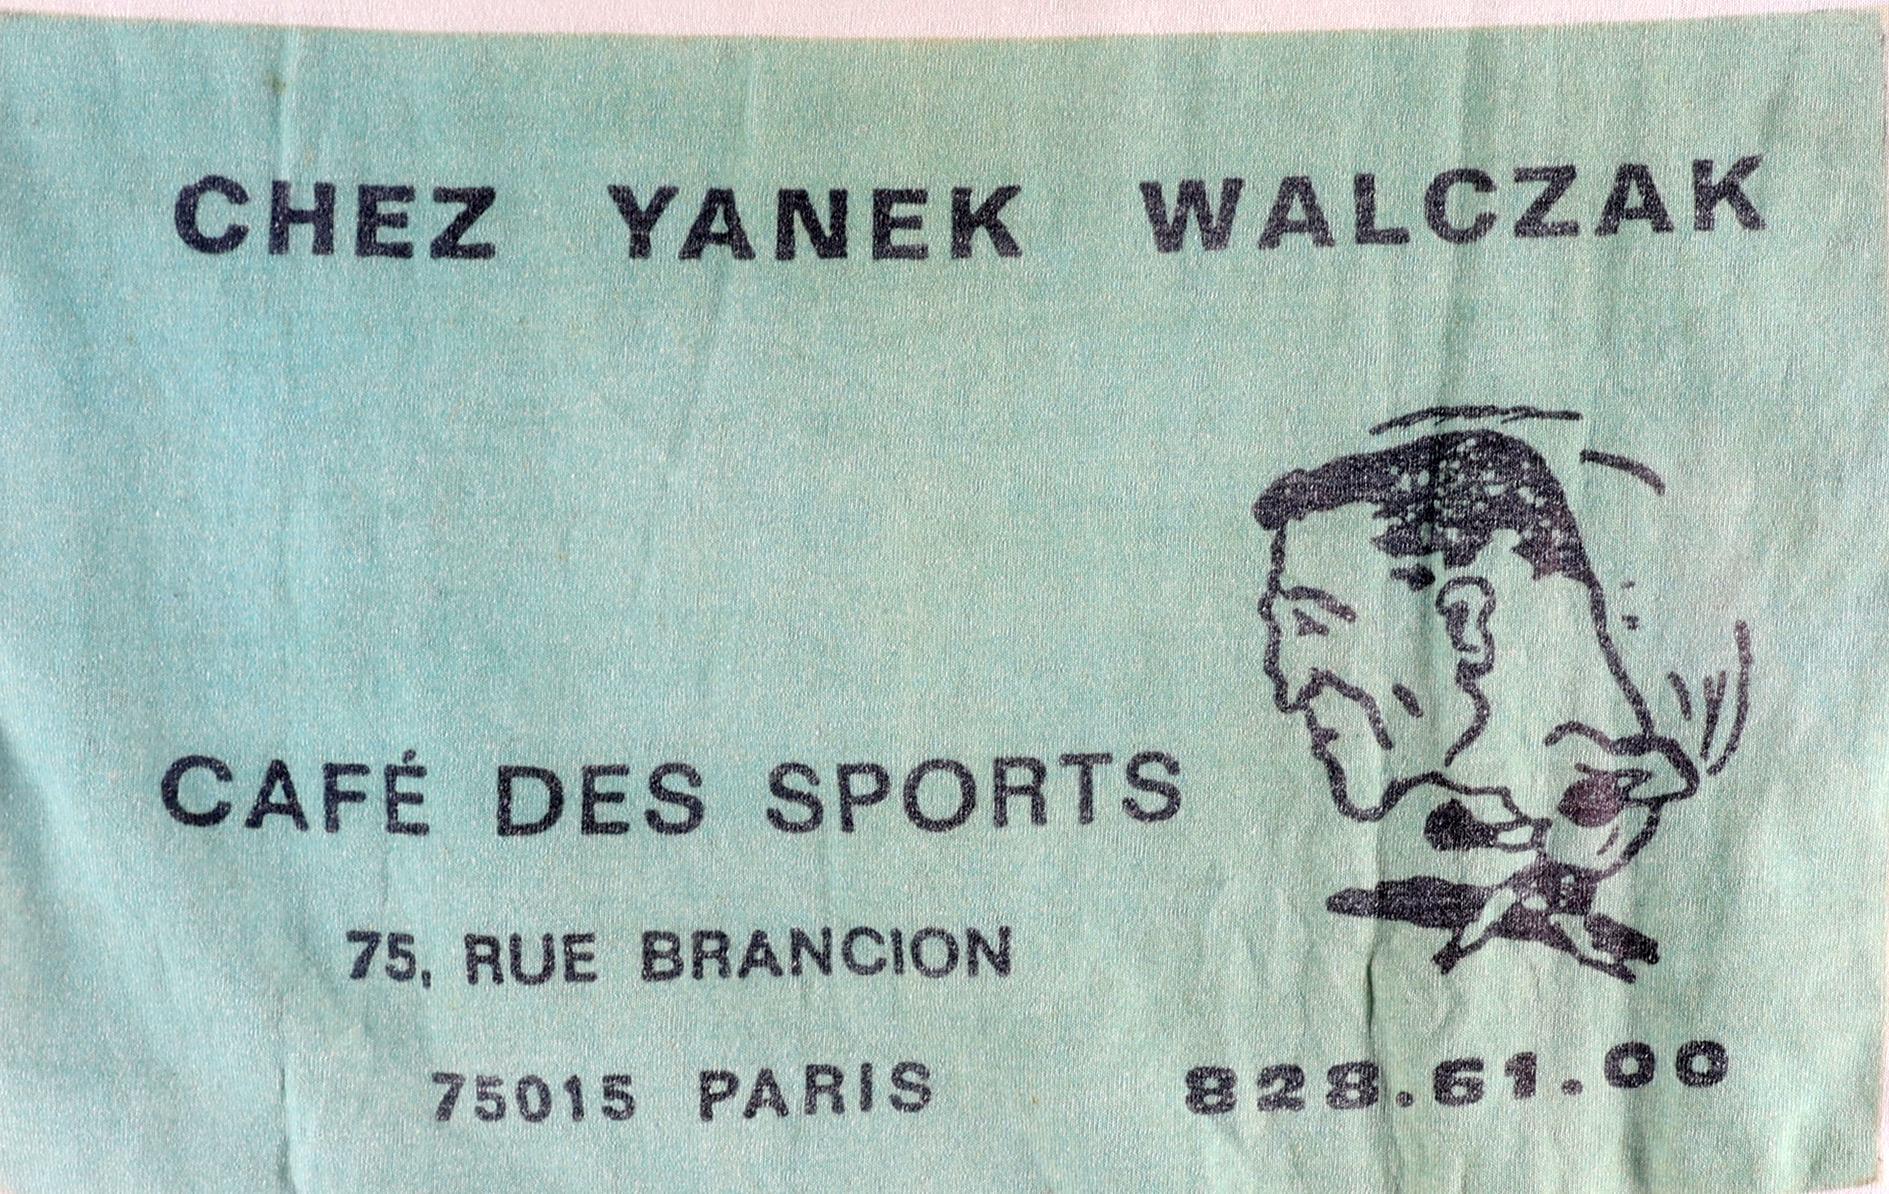 CHEZ YANEK WALCZAK
CAFÉ DES SPORTS
75, RUE BRANCION
75015 PARIS
828.61.00